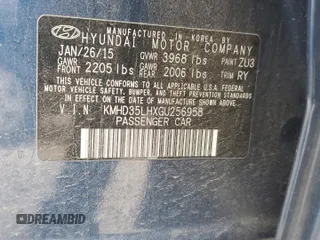 MANUFACTURED IN KOREA BY
HYUNDAI MOTOR COMPANY
JAN/26/15 GVWR 3968 lbs PAINT ZU3
GAWR FRONT 2205 lbs GAWR REAR 2006 lbs TRIM RY
THIS VEHICLE CONFORMS TO ALL APPLICABLE U.S. FEDERAL
MOTOR VEHICLE SAFETY, BUMPER, AND THEFT PREVENTION
STANDARDS IN EFFECT ON THE DATE OF MANUFACTURE
SHOWN ABOVE.
V.I.N : KMHD35LHXGU256958
PASSENGER CAR
© DREAMBID